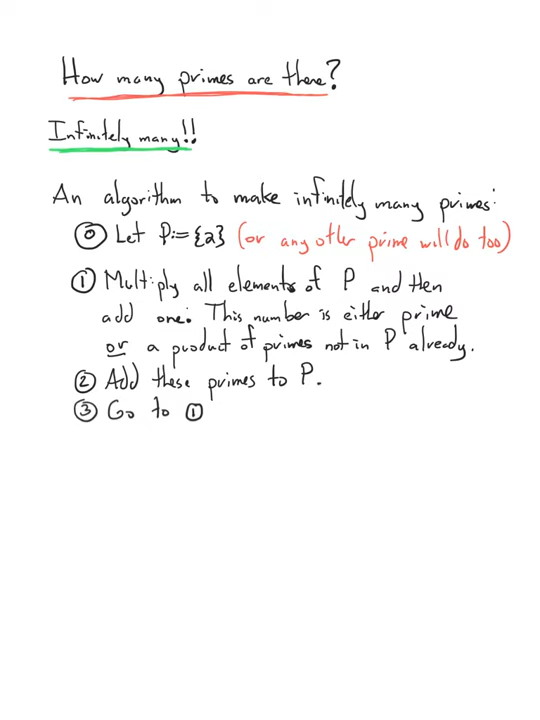 How many primes are there?
Infinitely many!!
An algorithm to make infinitely many primes:
⓪ Let P:= {2} (or any other prime will do too)
① Multiply all elements of P and then
add one. This number is either prime
or a product of primes not in P already.
② Add these primes to P.
③ Go to ①